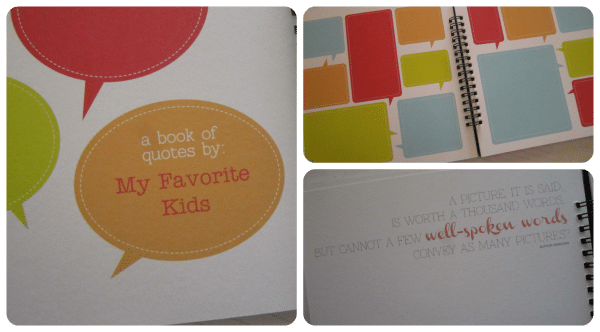 a book of
quotes by:
My Favorite
Kids
A PICTURE, IT IS SAID,
IS WORTH A THOUSAND WORDS,
BUT CANNOT A FEW well-spoken words
CONVEY AS MANY PICTURES?